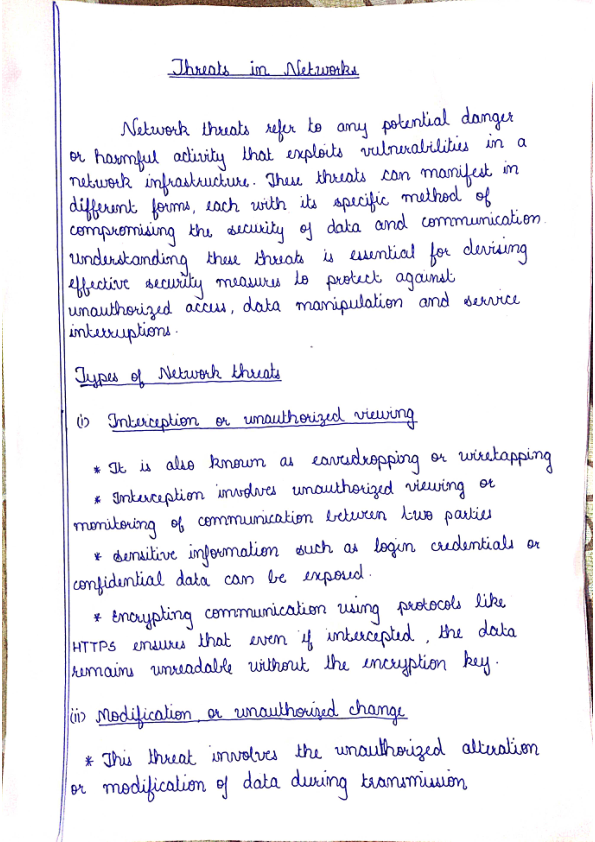 Threats in Networks
Network threats refer to any potential danger
or harmful activity that exploits vulnerabilities in a
network infrastructure. These threats can manifest in
different forms, each with its specific method of
compromising the security of data and communication.
understanding these threats is essential for devising
effective security measures to protect against
unauthorized access, data manipulation and service
interruptions.
Types of Network threats
(i) Interception or unauthorized viewing
* It is also known as eavesdropping or wiretapping
* Interception involves unauthorized viewing or
monitoring of communication between two parties
* sensitive information such as login credentials or
confidential data can be exposed.
* Encrypting communication using protocols like
HTTPS ensures that even if intercepted, the data
remains unreadable without the encryption key.
(ii) Modification or unauthorized change
* This threat involves the unauthorized alteration
or modification of data during transmission